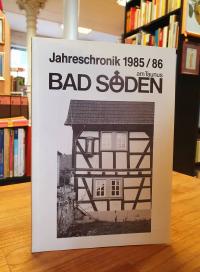 Jahreschronik 1985/86
am Taunus
BAD SODEN